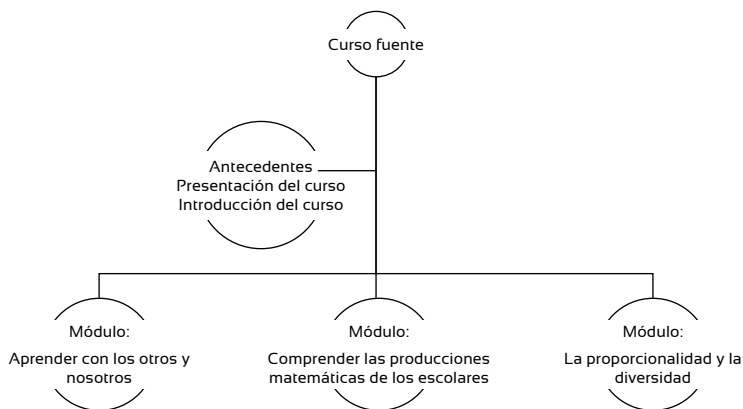 Curso fuente
Antecedentes
Presentación del curso
Introducción del curso
Módulo:
Aprender con los otros y
nosotros
Módulo:
Comprender las producciones
matemáticas de los escolares
Módulo:
La proporcionalidad y la
diversidad